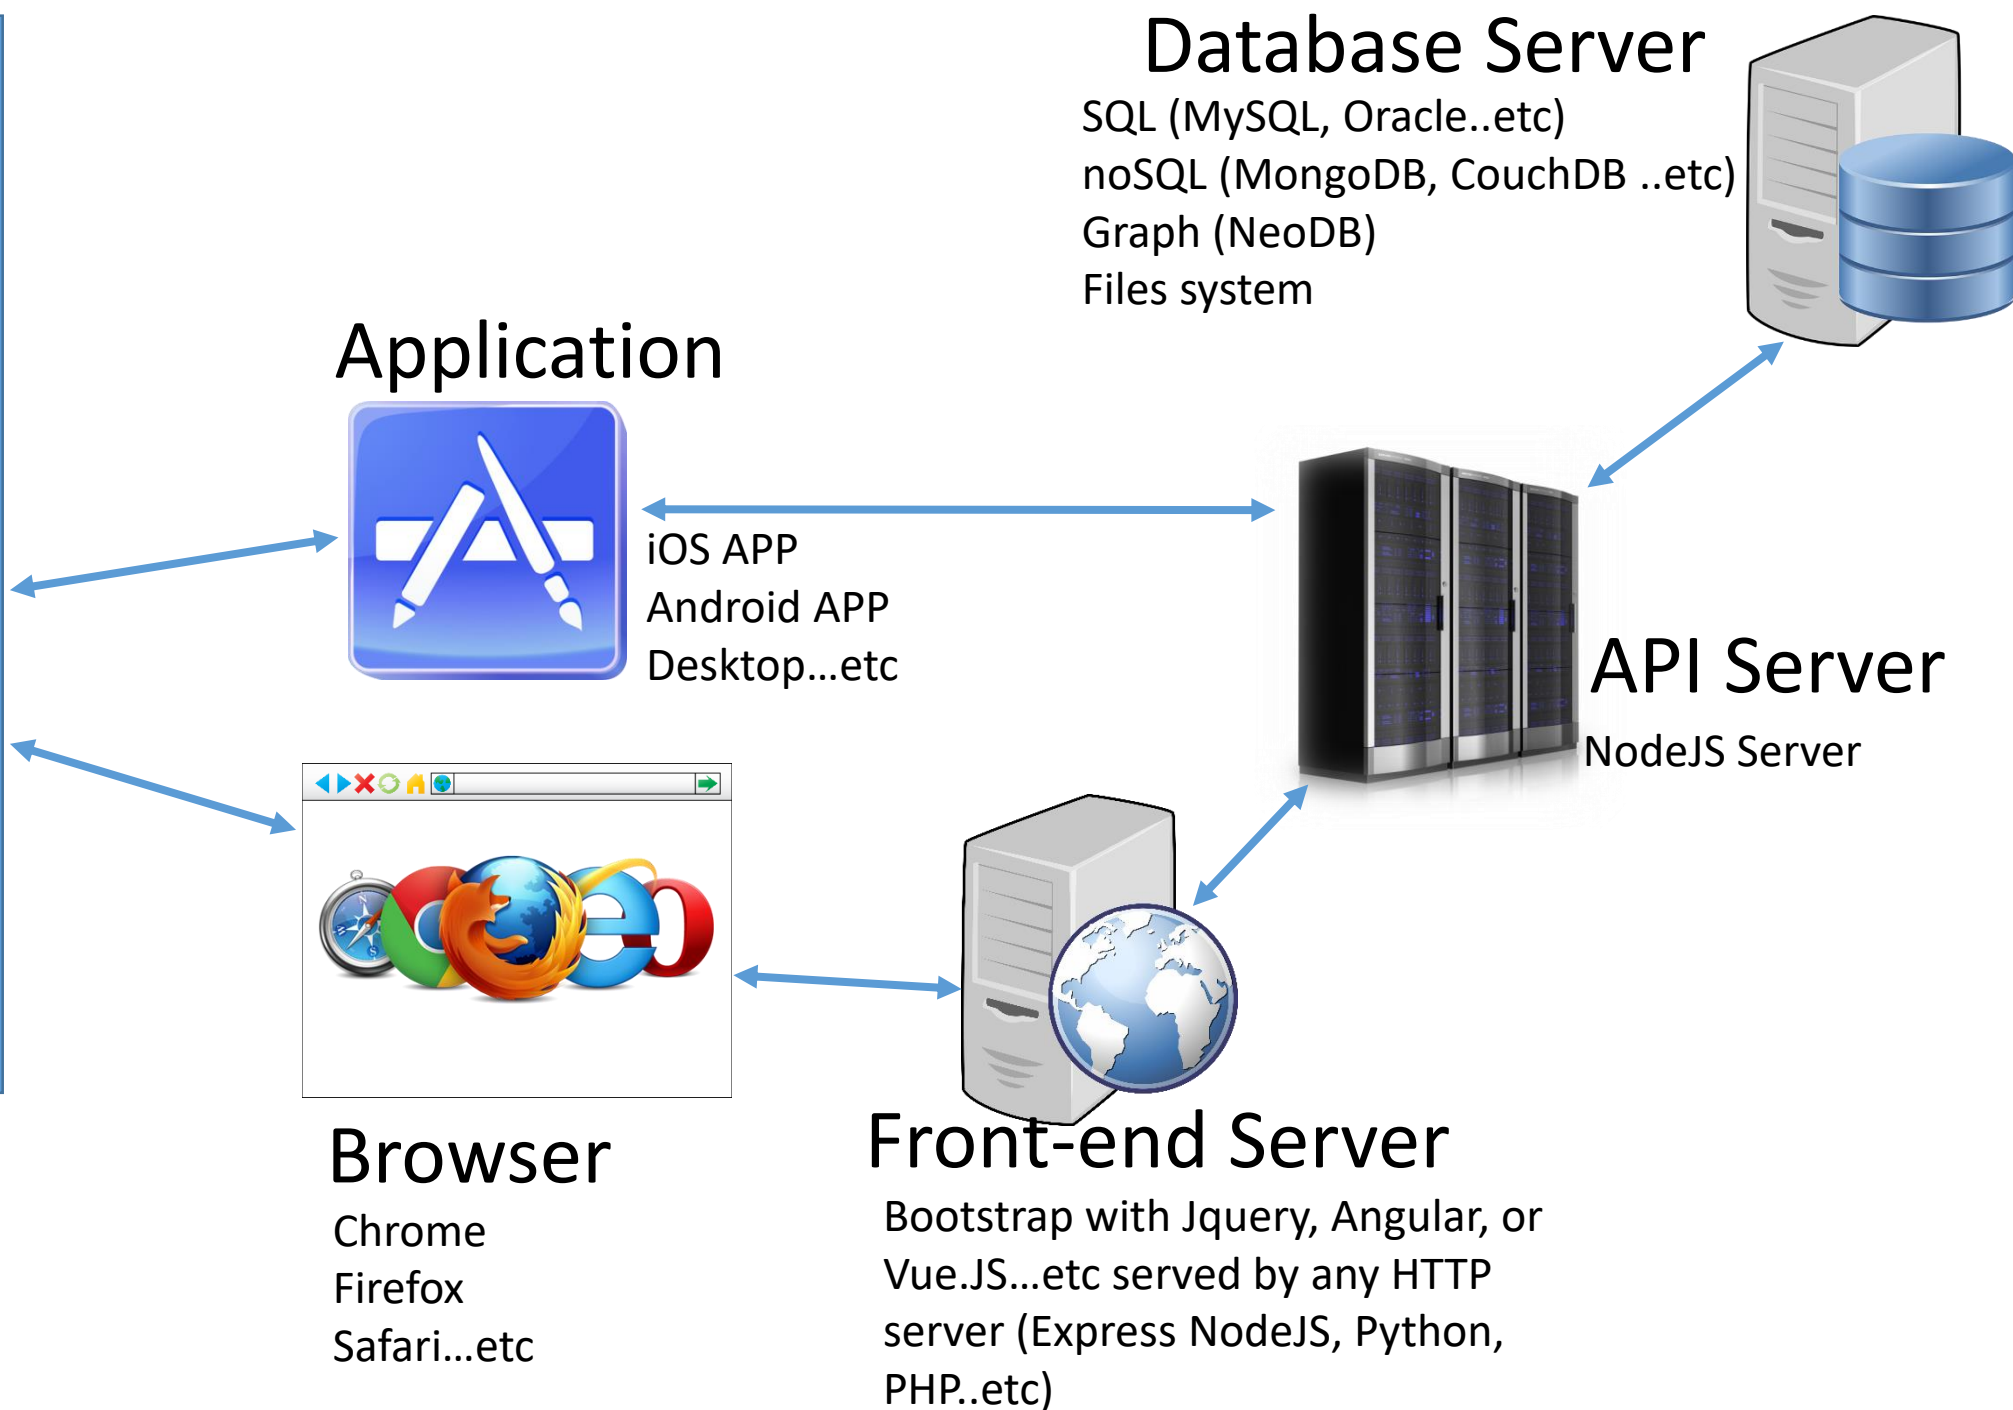 Database Server
SQL (MySQL, Oracle..etc)
noSQL (MongoDB, CouchDB ..etc)
Graph (NeoDB)
Files system
Application
iOS APP
Android APP
Desktop...etc
API Server
NodeJS Server
Browser
Chrome
Firefox
Safari...etc
Front-end Server
Bootstrap with Jquery, Angular, or
Vue.JS...etc served by any HTTP
server (Express NodeJS, Python,
PHP..etc)